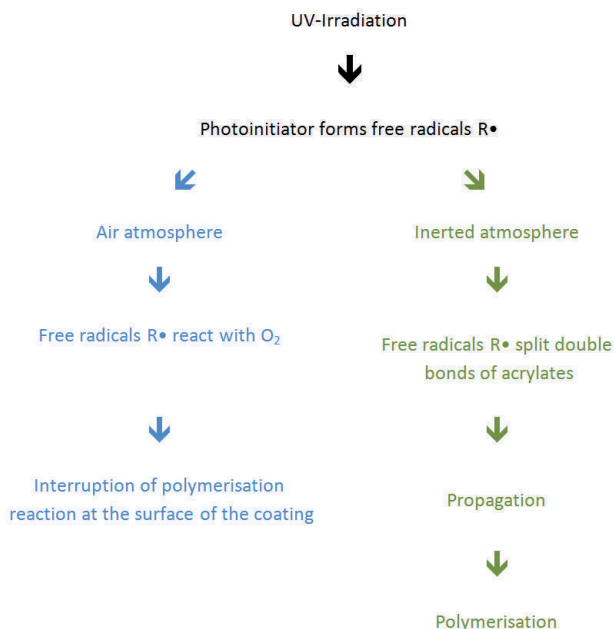 UV-Irradiation
Photoinitiator forms free radicals R•
Air atmosphere
Inerted atmosphere
Free radicals R• react with O₂
Free radicals R• split double
bonds of acrylates
Interruption of polymerisation
reaction at the surface of the coating
Propagation
Polymerisation